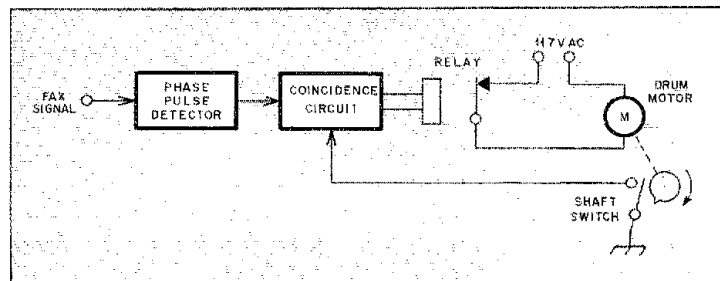 FAX
SIGNAL
PHASE
PULSE
DETECTOR
COINCIDENCE
CIRCUIT
RELAY
117VAC
DRUM
MOTOR
M
SHAFT
SWITCH